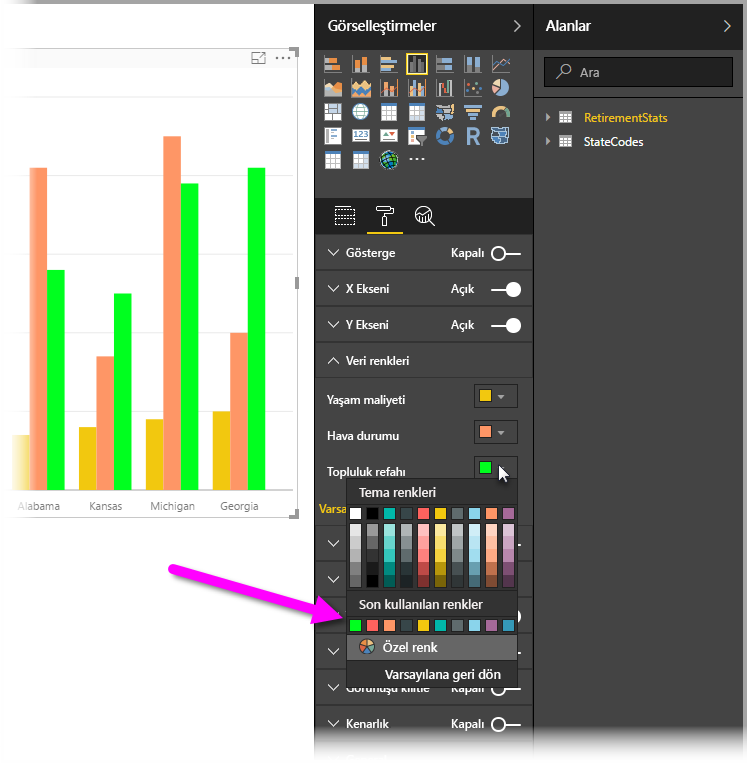 Görselleştirmeler
Alanlar
Ara
RetirementStats
StateCodes
123
R
Gösterge Kapalı
X Ekseni Açık
Y Ekseni Açık
Veri renkleri
Yaşam maliyeti
Hava durumu
Topluluk refahı
Varsa
Tema renkleri
Son kullanılan renkler
Özel renk
Varsayılana geri dön
Görünüşü kilitle Kapalı
Kenarlık Kapalı
Alabama Kansas Michigan Georgia